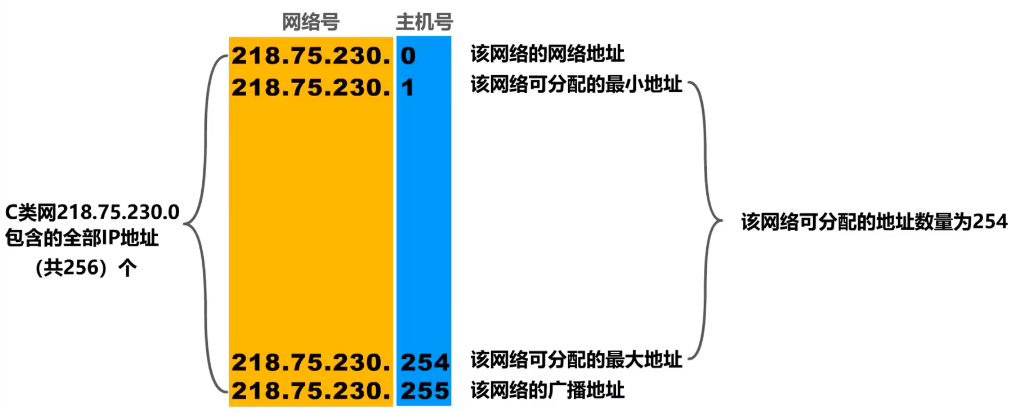 网络号 主机号
218.75.230. 0 该网络的网络地址
218.75.230. 1 该网络可分配的最小地址
C类网218.75.230.0
包含的全部IP地址
（共256）个
该网络可分配的地址数量为254
218.75.230. 254 该网络可分配的最大地址
218.75.230. 255 该网络的广播地址